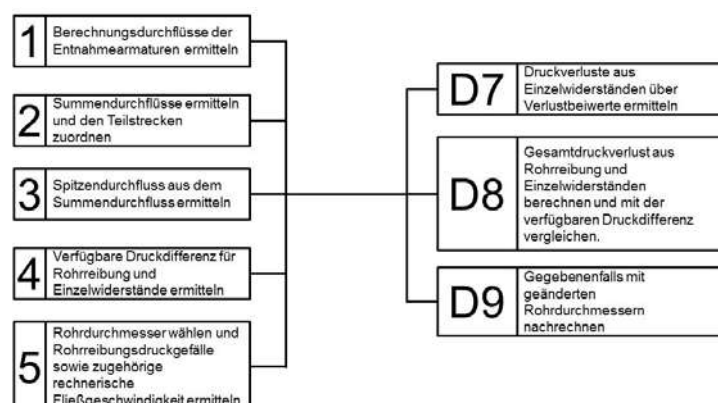 1
Berechnungsdurchflüsse der
Entnahmearmaturen ermitteln
2
Summendurchflüsse ermitteln
und den Teilstrecken
zuordnen
3
Spitzendurchfluss aus dem
Summendurchfluss ermitteln
4
Verfügbare Druckdifferenz für
Rohrreibung und
Einzelwiderstände ermitteln
5
Rohrdurchmesser wählen und
Rohrreibungsdruckgefälle
sowie zugehörige
rechnerische
Fließgeschwindigkeit ermitteln
D7
Druckverluste aus
Einzelwiderständen über
Verlustbeiwerte ermitteln
D8
Gesamtdruckverlust aus
Rohrreibung und
Einzelwiderständen
berechnen und mit der
verfügbaren Druckdifferenz
vergleichen.
D9
Gegebenenfalls mit
geänderten
Rohrdurchmessern
nachrechnen